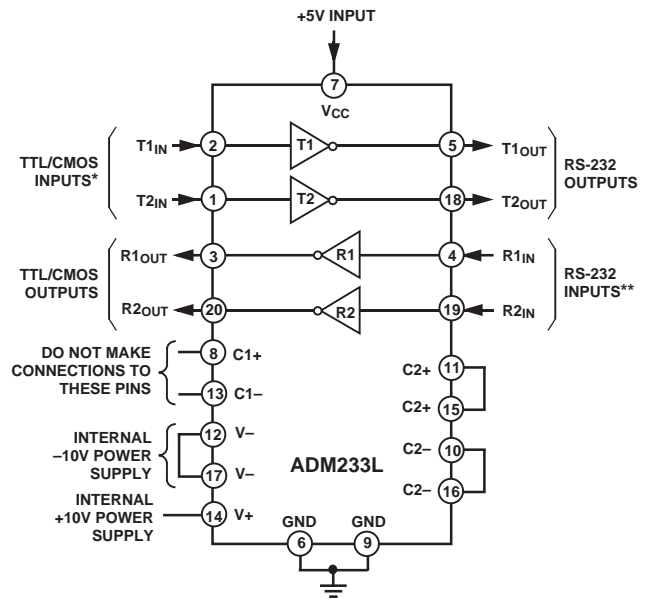 +5V INPUT
7
VCC
TTL/CMOS
INPUTS*
T1IN
2
T1
5
T1OUT
RS-232
OUTPUTS
T2IN
1
T2
18
T2OUT
TTL/CMOS
OUTPUTS
R1OUT
3
R1
4
R1IN
RS-232
INPUTS**
R2OUT
20
R2
19
R2IN
DO NOT MAKE
CONNECTIONS TO
THESE PINS
8
C1+
13
C1–
C2+
11
C2+
15
INTERNAL
–10V POWER
SUPPLY
12
V–
17
V–
ADM233L
C2–
10
C2–
16
INTERNAL
+10V POWER
SUPPLY
14
V+
GND
6
GND
9